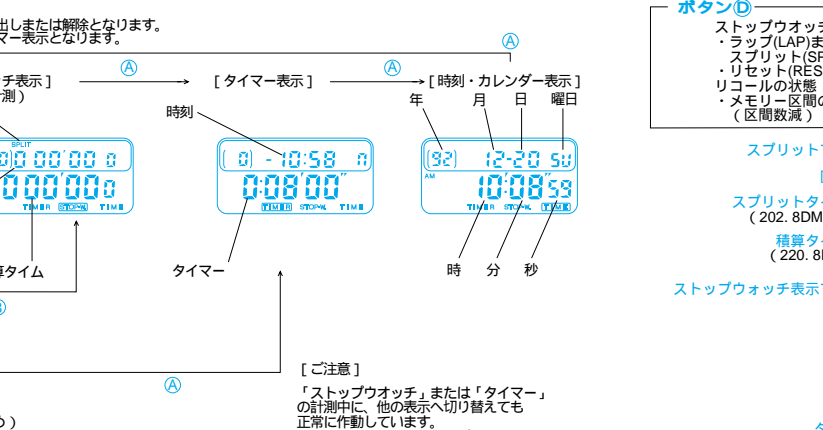 出しまたは解除となります。
マー表示となります。
Ⓐ
チ表示 ]
Ⓐ
[ タイマー表示 ]
Ⓐ
[ 時刻・カレンダー表示 ]
計測 )
時刻
年 月 日 曜日
SPLIT
00'00 0
000'00 0
TIMER STOP-W. TIME
( 0) - 10:58 n
0:08'00"
TIMER STOP-W. TIME
(92) 12-20 SU
AM 10:08 59
TIMER STOP-W. TIME
算タイム
タイマー
時 分 秒
Ⓐ
[ ご注意 ]
「ストップウオッチ」または「タイマー」
の計測中に、他の表示へ切り替えても
正常に作動しています。
ボタンⒹ
ストップウオッチ
・ラップ(LAP)ま
スプリット(SP
・リセット(RES
リコールの状態
・メモリー区間の
( 区間数減 )
スプリット
[
スプリットタ
( 202. 8DM
積算タ
( 220. 8
ストップウォッチ表示